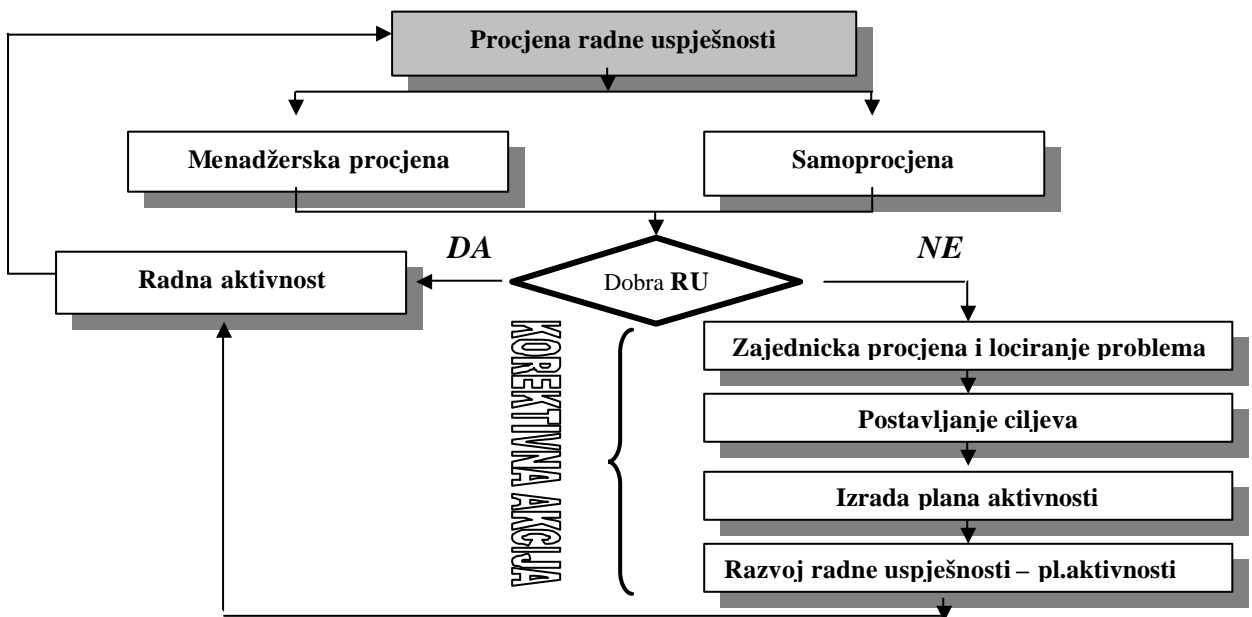 Procjena radne uspješnosti
Menadžerska procjena
Samoprocjena
DA
NE
Radna aktivnost
Dobra RU
KOREKTIVNA AKCIJA
Zajednicka procjena i lociranje problema
Postavljanje ciljeva
Izrada plana aktivnosti
Razvoj radne uspješnosti – pl.aktivnosti